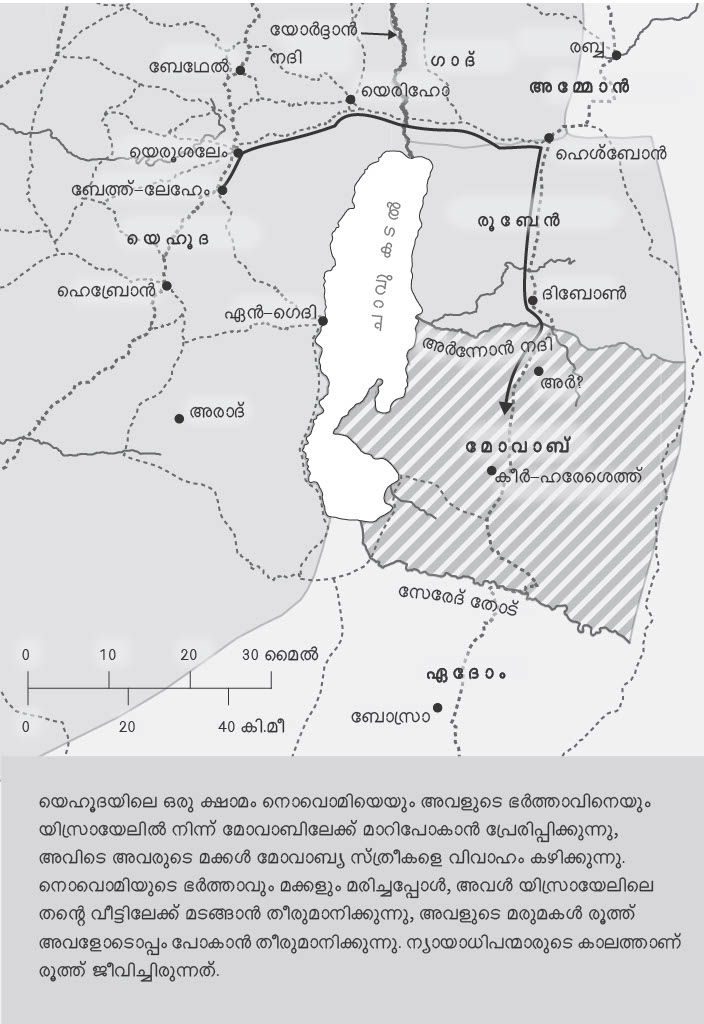 യോർദ്ദാൻ
നദി
ഗാദ്
രബ്ബ
ബേഥേൽ
അമ്മോൻ
യെരിഹോ
യെരൂശലേം
ഹെശ്ബോൻ
ബേത്ത്-ലേഹേം
ചാവുകടൽ
രൂബേൻ
യെഹൂദ
ഹെബ്രോൻ
ദീബോൺ
ഏൻ-ഗെദി
അർന്നോൻ നദി
അർ?
അരാദ്
മോവാബ്
കീർ-ഹരേശെത്ത്
സേരേദ് തോട്
0 10 20 30 മൈൽ
ഏദോം
0 20 40 കി.മീ
ബോസ്രാ
യെഹൂദയിലെ ഒരു ക്ഷാമം നൊവൊമിയെയും അവളുടെ ഭർത്താവിനെയും
യിസ്രായേലിൽ നിന്ന് മോവാബിലേക്ക് മാറിപോകാൻ പ്രേരിപ്പിക്കുന്നു,
അവിടെ അവരുടെ മക്കൾ മോവാബ്യ സ്ത്രീകളെ വിവാഹം കഴിക്കുന്നു.
നൊവൊമിയുടെ ഭർത്താവും മക്കളും മരിച്ചപ്പോൾ, അവൾ യിസ്രായേലിലെ
തന്റെ വീട്ടിലേക്ക് മടങ്ങാൻ തീരുമാനിക്കുന്നു, അവളുടെ മരുമകൾ രൂത്ത്
അവളോടൊപ്പം പോകാൻ തീരുമാനിക്കുന്നു. ന്യായാധിപന്മാരുടെ കാലത്താണ്
രൂത്ത് ജീവിച്ചിരുന്നത്.